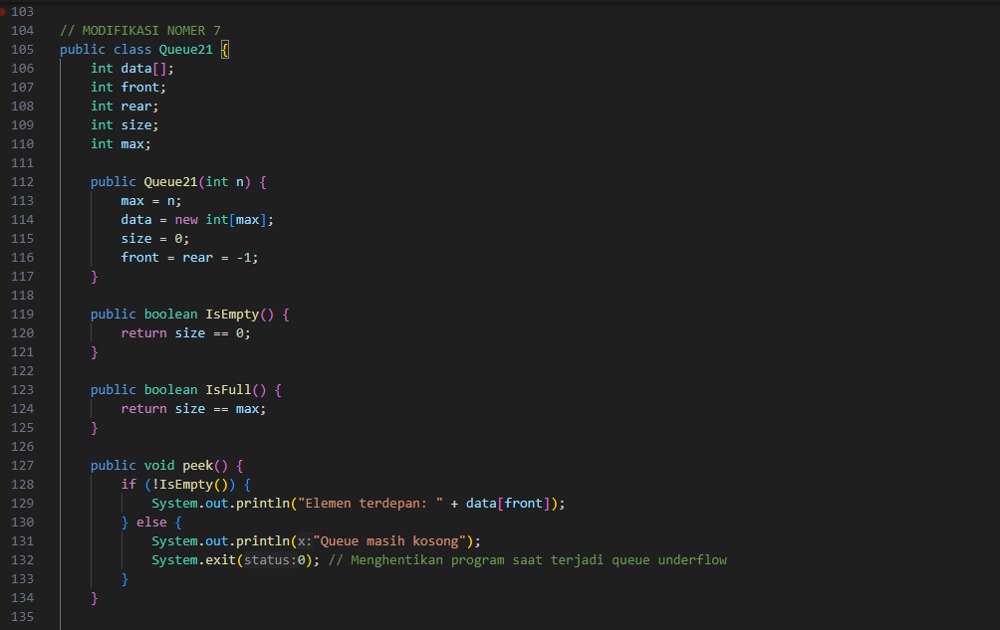 103
104 // MODIFIKASI NOMER 7
105 public class Queue21 {
106     int data[];
107     int front;
108     int rear;
109     int size;
110     int max;
111
112     public Queue21(int n) {
113         max = n;
114         data = new int[max];
115         size = 0;
116         front = rear = -1;
117     }
118
119     public boolean IsEmpty() {
120         return size == 0;
121     }
122
123     public boolean IsFull() {
124         return size == max;
125     }
126
127     public void peek() {
128         if (!IsEmpty()) {
129             System.out.println("Elemen terdepan: " + data[front]);
130         } else {
131             System.out.println(x:"Queue masih kosong");
132             System.exit(status:0); // Menghentikan program saat terjadi queue underflow
133         }
134     }
135